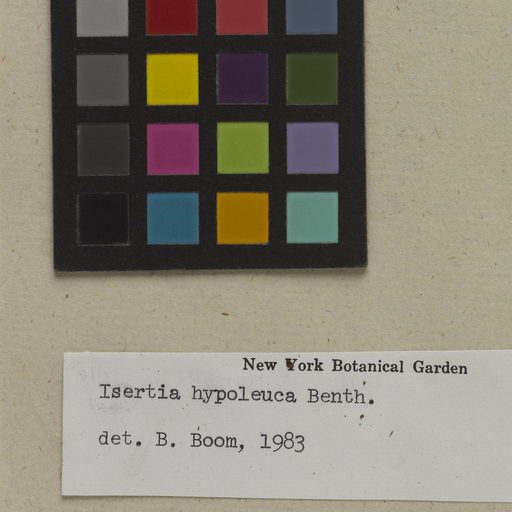 New York Botanical Garden
Isertia hypoleuca Benth.
det. B. Boom, 1983